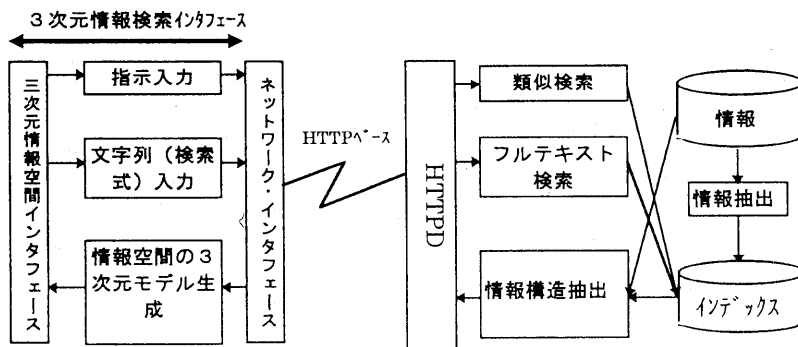 ３次元情報検索ｲﾝﾀﾌｪｰｽ
三次元情報空間インタフェース
指示入力
文字列（検索
式）入力
情報空間の３
次元モデル生
成
ネットワーク・インタフェース
HTTPﾍﾞｰｽ
HTTPD
類似検索
フルテキスト
検索
情報構造抽出
情報
情報抽出
インデックス